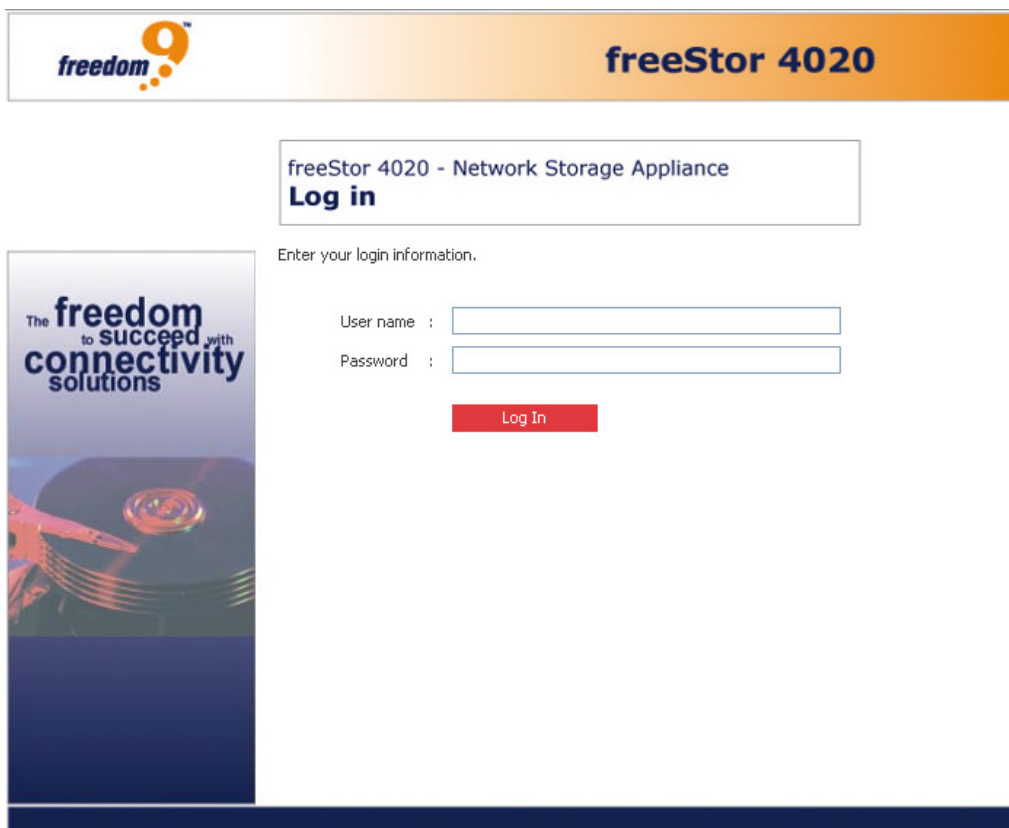 freedom9™
freeStor 4020
freeStor 4020 - Network Storage Appliance
Log in
Enter your login information.
The freedom
to succeed with
connectivity
solutions
User name :
Password :
Log In